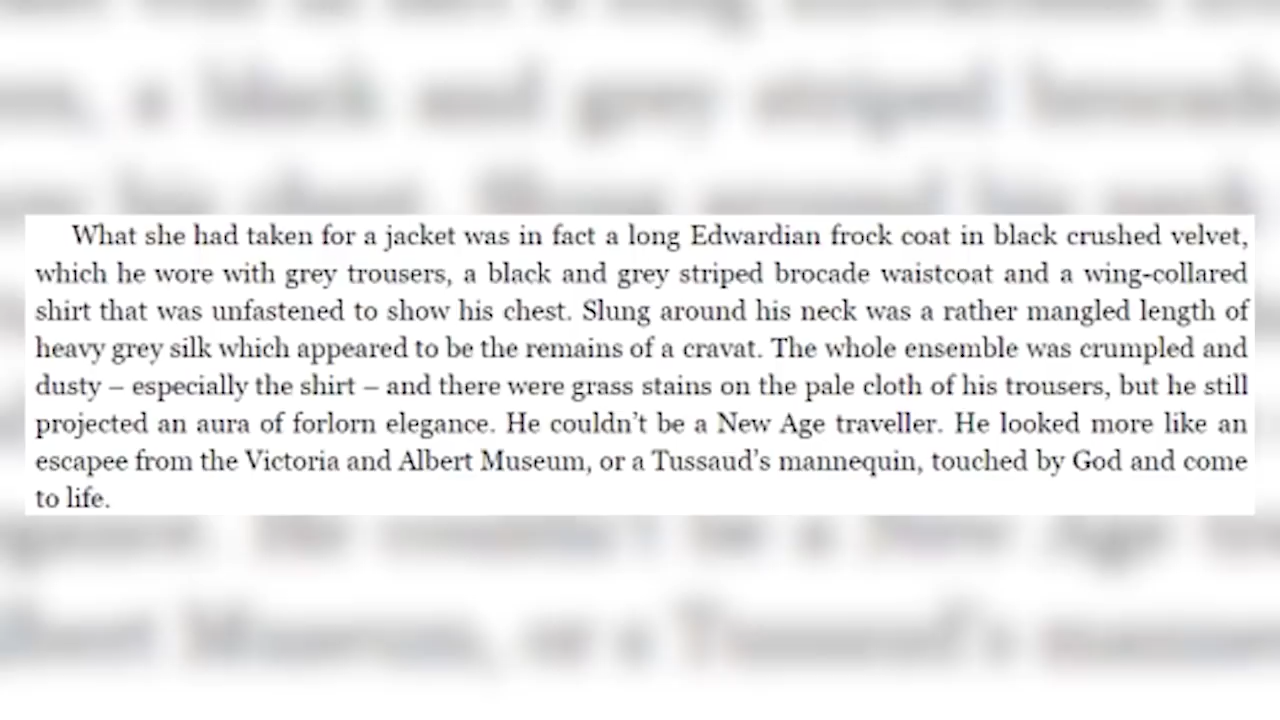 What she had taken for a jacket was in fact a long Edwardian frock coat in black crushed velvet,
which he wore with grey trousers, a black and grey striped brocade waistcoat and a wing-collared
shirt that was unfastened to show his chest. Slung around his neck was a rather mangled length of
heavy grey silk which appeared to be the remains of a cravat. The whole ensemble was crumpled and
dusty – especially the shirt – and there were grass stains on the pale cloth of his trousers, but he still
projected an aura of forlorn elegance. He couldn’t be a New Age traveller. He looked more like an
escapee from the Victoria and Albert Museum, or a Tussaud’s mannequin, touched by God and come
to life.